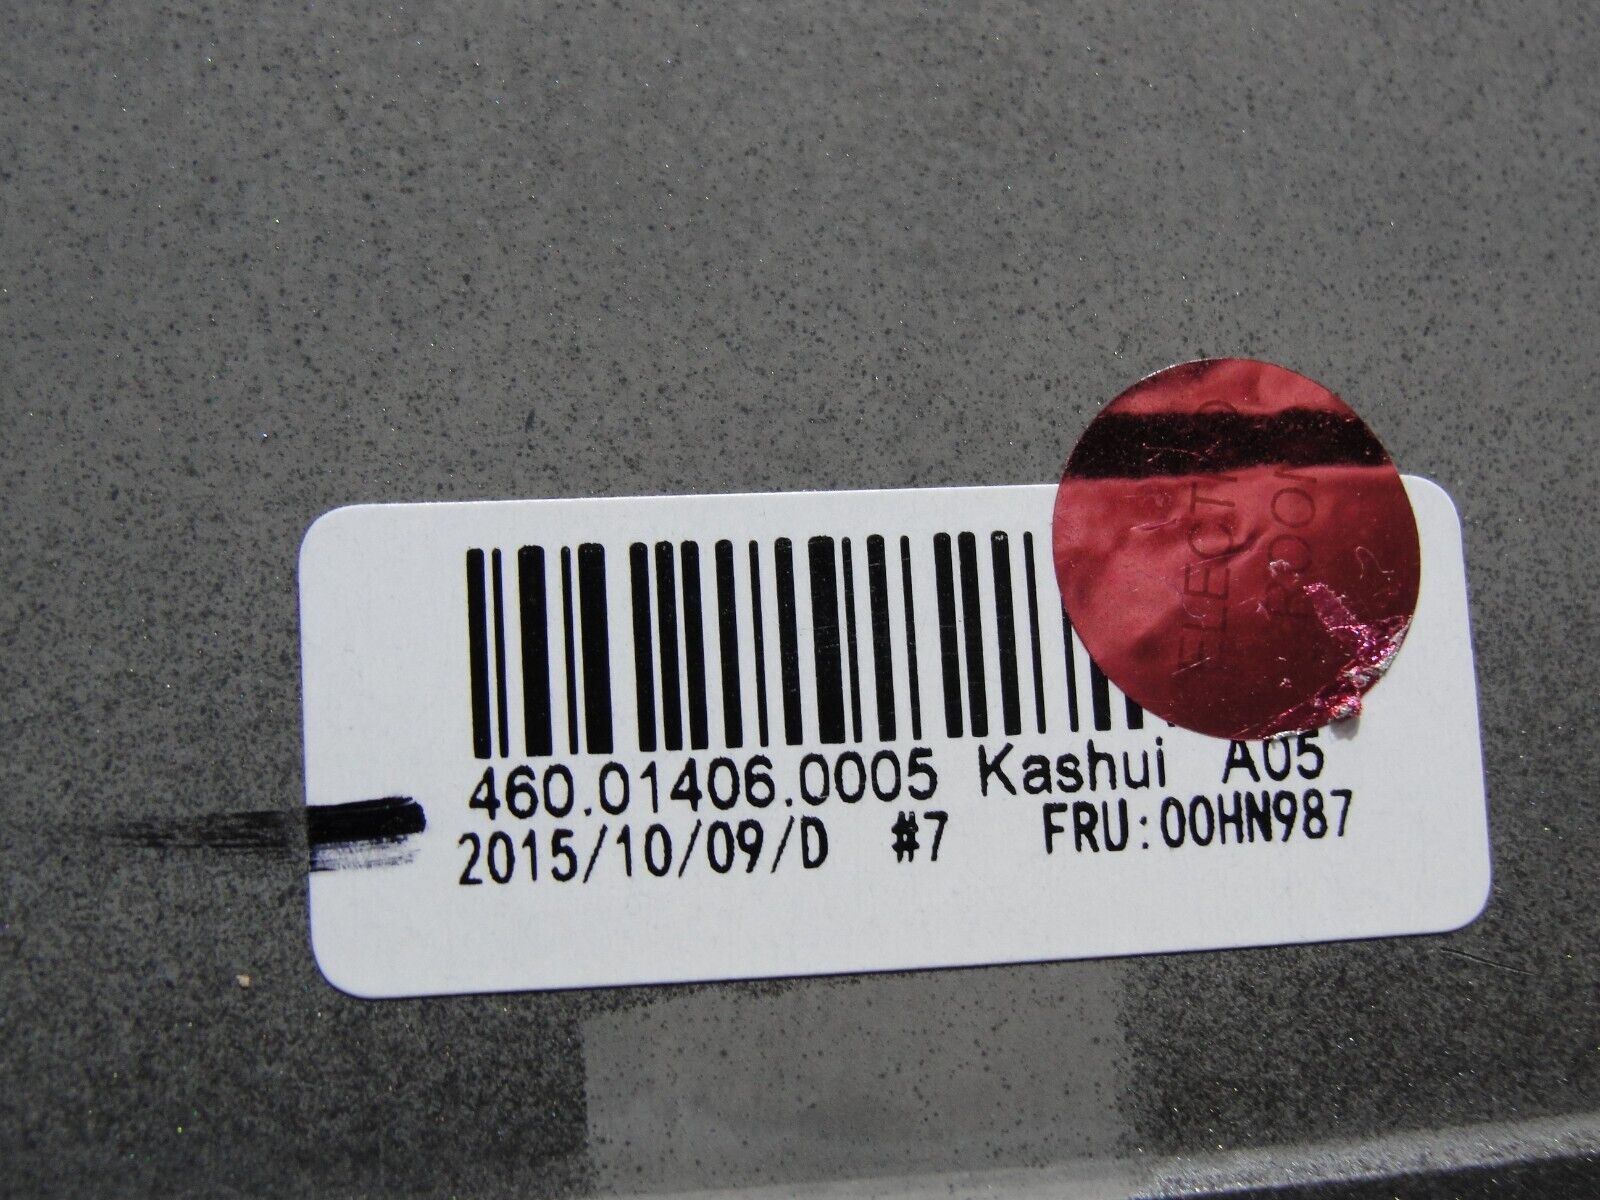 460.01406.0005 Kashui A05
2015/10/09/D #7 FRU:00HN987